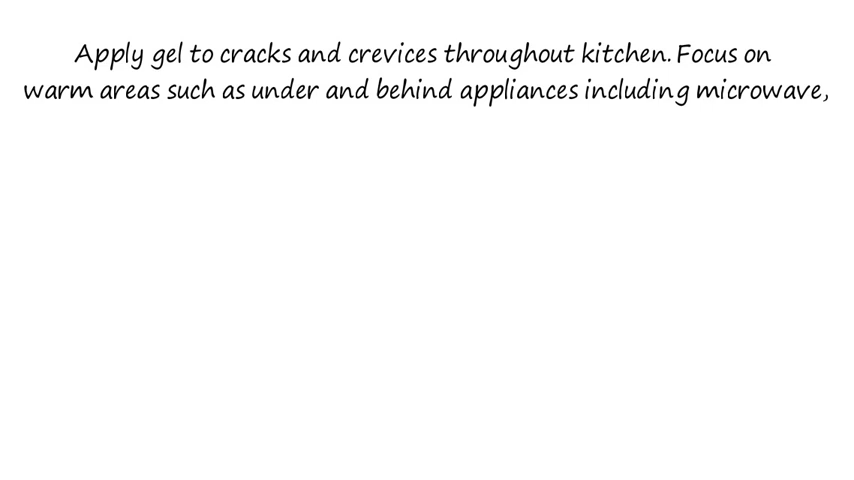 Apply gel to cracks and crevices throughout kitchen. Focus on
warm areas such as under and behind appliances including microwave,